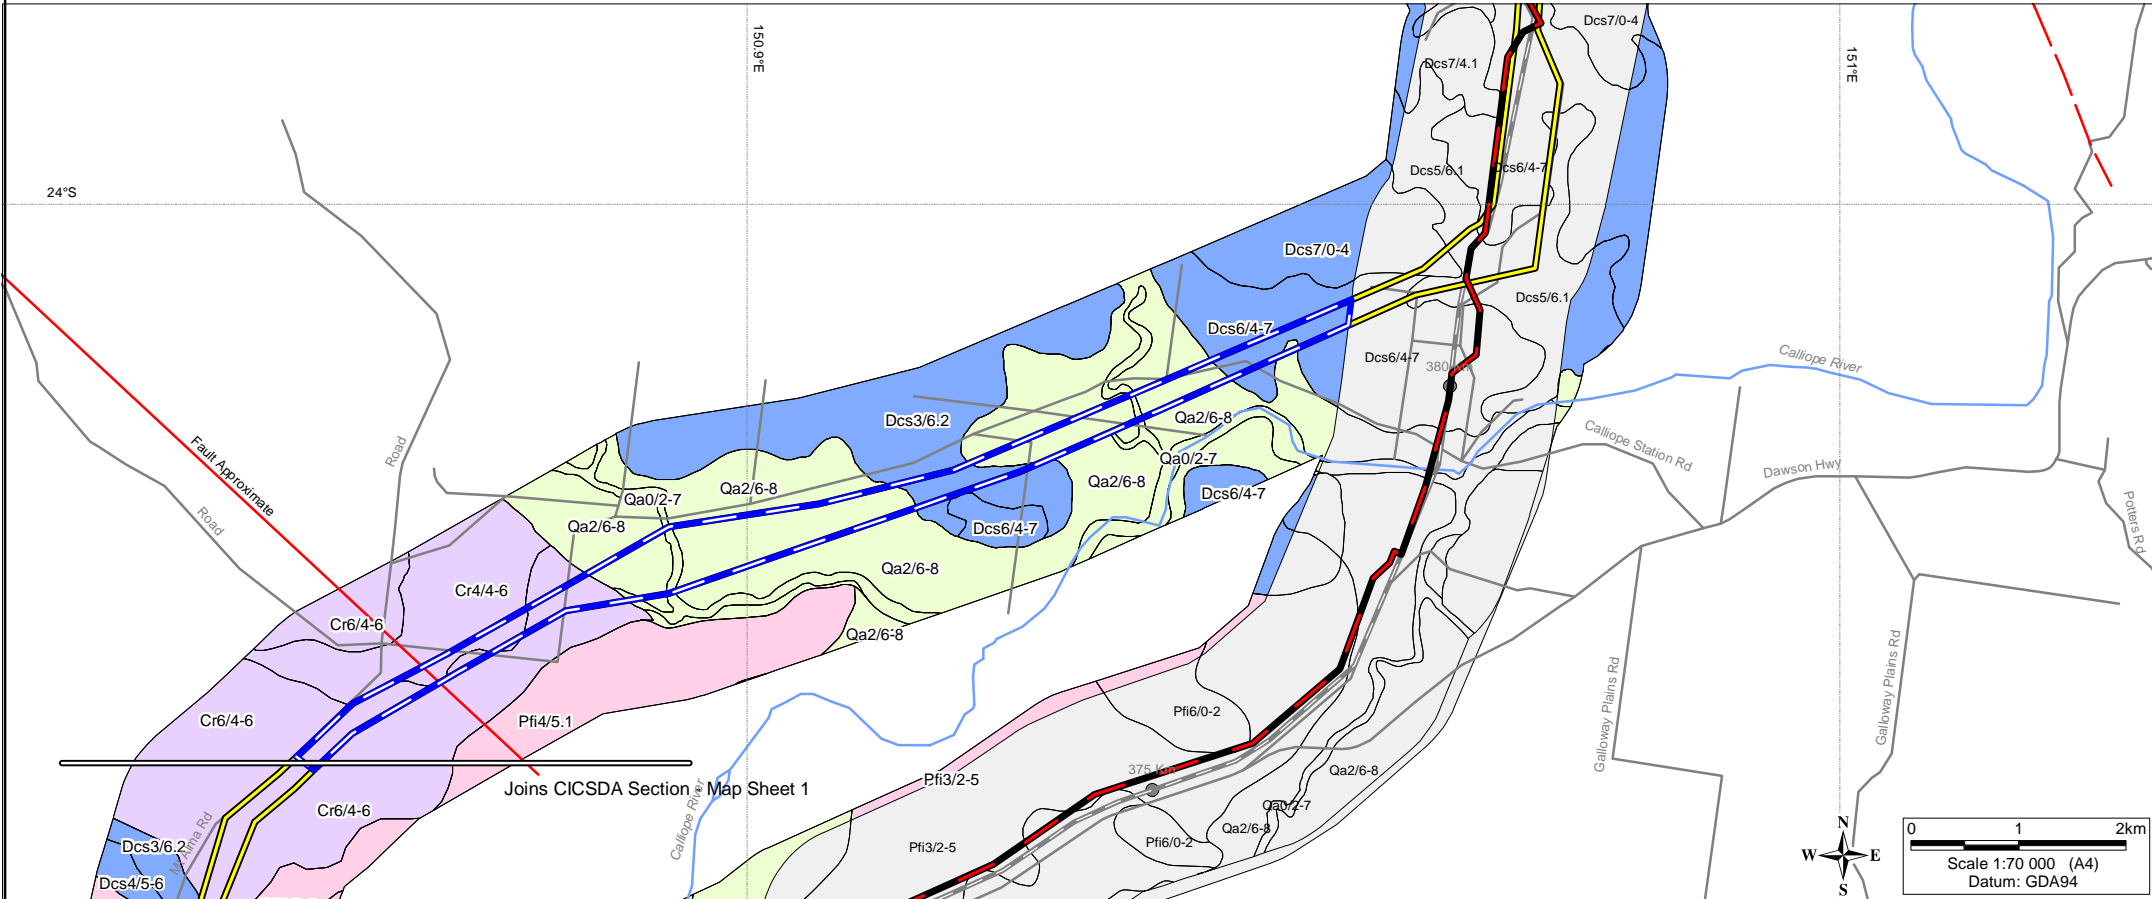 Dcs7/0-4
150.9°E
151°E
Dcs7/4.1
Dcs5/6.1
Dcs6/4-7
24°S
Dcs7/0-4
Dcs5/6.1
Dcs6/4-7
Dcs6/4-7
Calliope River
Dcs3/6.2
Qa2/6-8
Calliope Station Rd
Fault Approximate
Road
Qa0/2-7
Dawson Hwy
Qa0/2-7
Qa2/6-8
Qa2/6-8
Dcs6/4-7
Potters Rd
Road
Qa2/6-8
Dcs6/4-7
Qa2/6-8
Cr4/4-6
Cr6/4-6
Qa2/6-8
Galloway Plains Rd
Galloway Plains Rd
Cr6/4-6
Pfi4/5.1
Pfi6/0-2
375 Km
Qa2/6-8
Pfi3/2-5
Joins CICSDA Section - Map Sheet 1
Qa0/2-7
Cr6/4-6
Calliope River
Qa2/6-8
Dcs3/6.2
Pfi3/2-5
Pfi6/0-2
Dcs4/5-6
N
W
E
S
0 1 2km
Scale 1:70 000 (A4)
Datum: GDA94